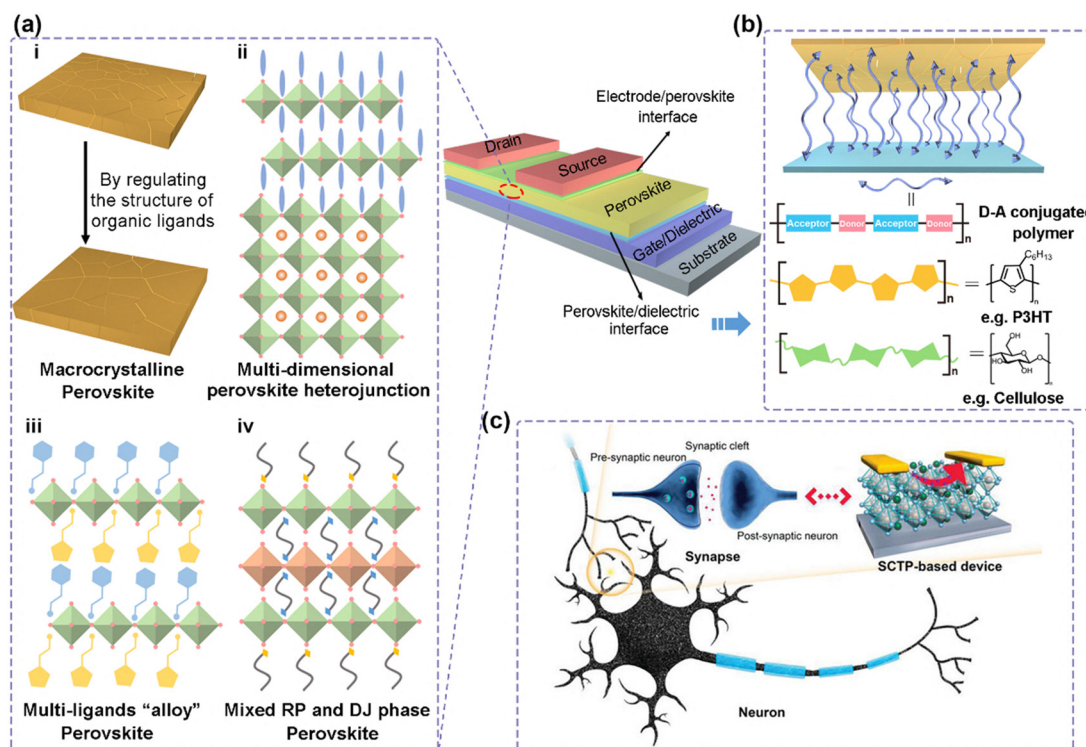 (a)
i
By regulating
the structure of
organic ligands
Macrocrystalline
Perovskite
ii
Multi-dimensional
perovskite heterojunction
iii
Multi-ligands “alloy”
Perovskite
iv
Mixed RP and DJ phase
Perovskite
Electrode/perovskite
interface
Drain
Source
Perovskite
Gate/Dielectric
Substrate
Perovskite/dielectric
interface
(b)
=
[ Acceptor Donor Acceptor Donor ]n
D-A conjugate
polymer
[ ]n = [ C6H13 S ]n
e.g. P3HT
[ ]n = [ OH O HO OH O ]n
e.g. Cellulose
(c)
Synaptic cleft
Pre-synaptic neuron
Post-synaptic neuron
Synapse
SCTP-based device
Neuron